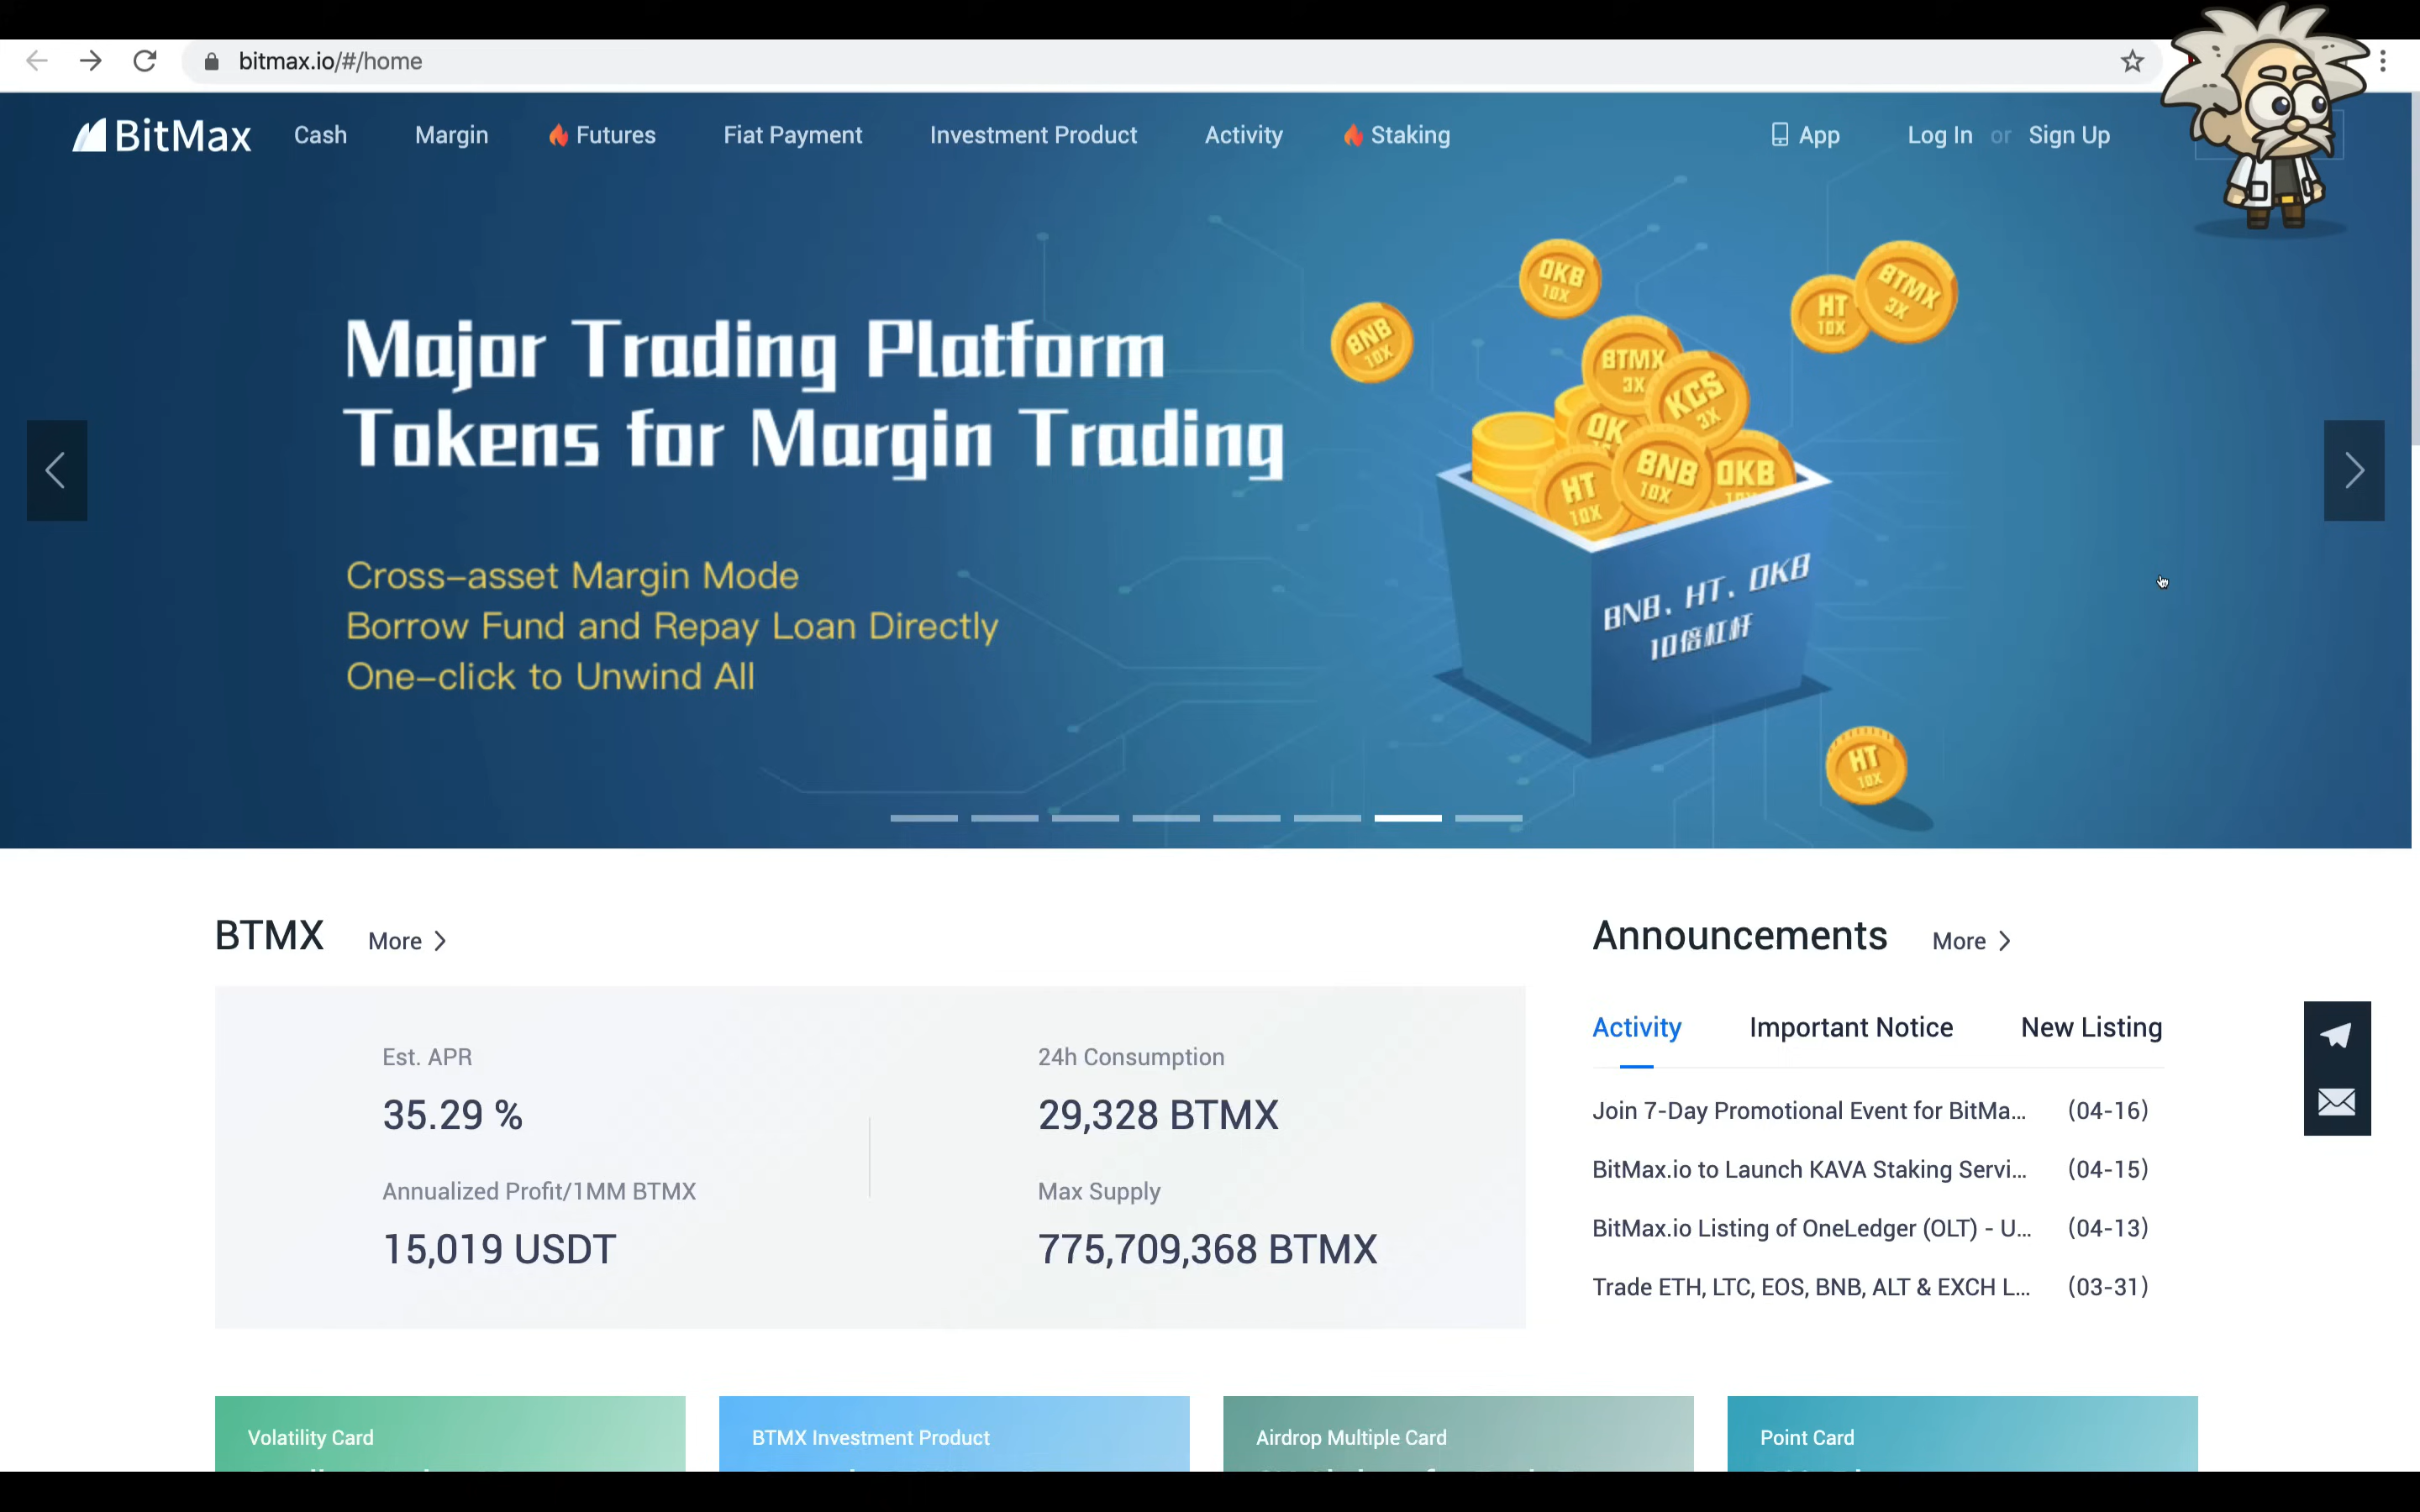 bitmax.io/#/home
BitMax
Cash
Margin
Futures
Fiat Payment
Investment Product
Activity
Staking
App
Log In or Sign Up
Major Trading Platform
Tokens for Margin Trading
Cross-asset Margin Mode
Borrow Fund and Repay Loan Directly
One-click to Unwind All
OKB
10X
BNB
10X
HT
10X
BTMX
3X
BTMX
3X
KCS
3X
OK
HT
10X
BNB
10X
OKB
BNB、HT、OKB
10倍杠杆
HT
10X
BTMX
More
Est. APR
35.29 %
24h Consumption
29,328 BTMX
Annualized Profit/1MM BTMX
15,019 USDT
Max Supply
775,709,368 BTMX
Announcements
More
Activity
Important Notice
New Listing
Join 7-Day Promotional Event for BitMa... (04-16)
BitMax.io to Launch KAVA Staking Servi... (04-15)
BitMax.io Listing of OneLedger (OLT) - U... (04-13)
Trade ETH, LTC, EOS, BNB, ALT & EXCH L... (03-31)
Volatility Card
BTMX Investment Product
Airdrop Multiple Card
Point Card